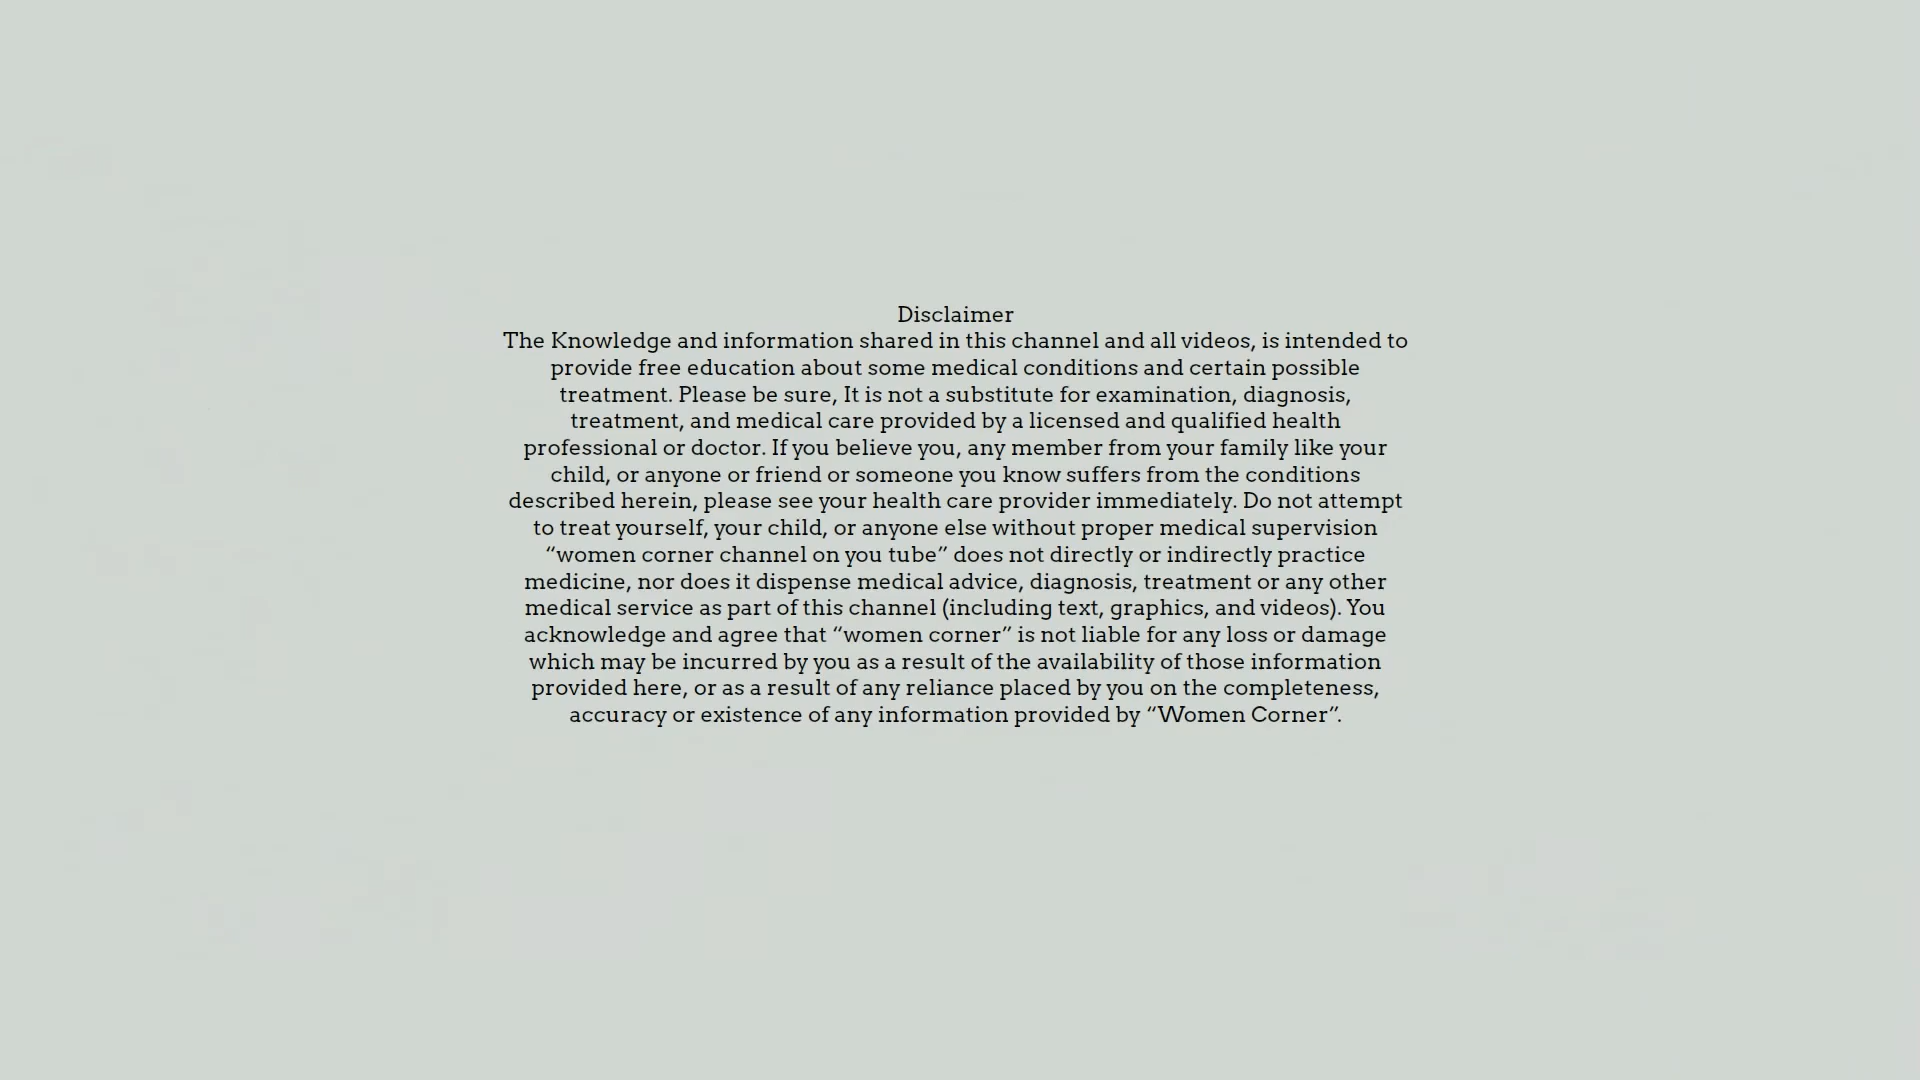 Disclaimer
The Knowledge and information shared in this channel and all videos, is intended to
provide free education about some medical conditions and certain possible
treatment. Please be sure, It is not a substitute for examination, diagnosis,
treatment, and medical care provided by a licensed and qualified health
professional or doctor. If you believe you, any member from your family like your
child, or anyone or friend or someone you know suffers from the conditions
described herein, please see your health care provider immediately. Do not attempt
to treat yourself, your child, or anyone else without proper medical supervision
“women corner channel on you tube” does not directly or indirectly practice
medicine, nor does it dispense medical advice, diagnosis, treatment or any other
medical service as part of this channel (including text, graphics, and videos). You
acknowledge and agree that “women corner” is not liable for any loss or damage
which may be incurred by you as a result of the availability of those information
provided here, or as a result of any reliance placed by you on the completeness,
accuracy or existence of any information provided by “Women Corner”.